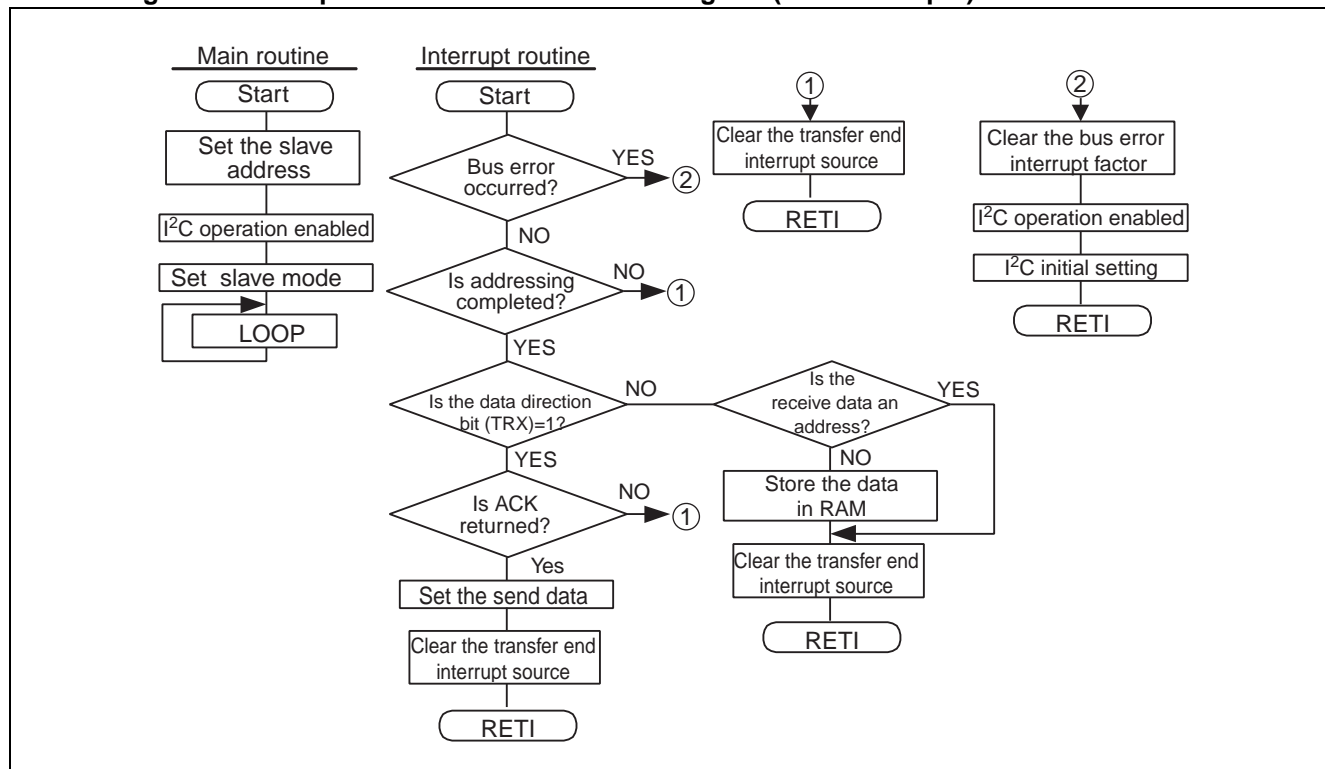 Main routine
Start
Set the slave
address
I²C operation enabled
Set slave mode
LOOP
Interrupt routine
Start
Bus error
occurred?
YES
②
NO
Is addressing
completed?
NO
①
YES
Is the data direction
bit (TRX)=1?
NO
YES
Is ACK
returned?
NO
①
Yes
Set the send data
Clear the transfer end
interrupt source
RETI
Is the
receive data an
address?
YES
NO
Store the data
in RAM
Clear the transfer end
interrupt source
RETI
①
Clear the transfer end
interrupt source
RETI
②
Clear the bus error
interrupt factor
I²C operation enabled
I²C initial setting
RETI